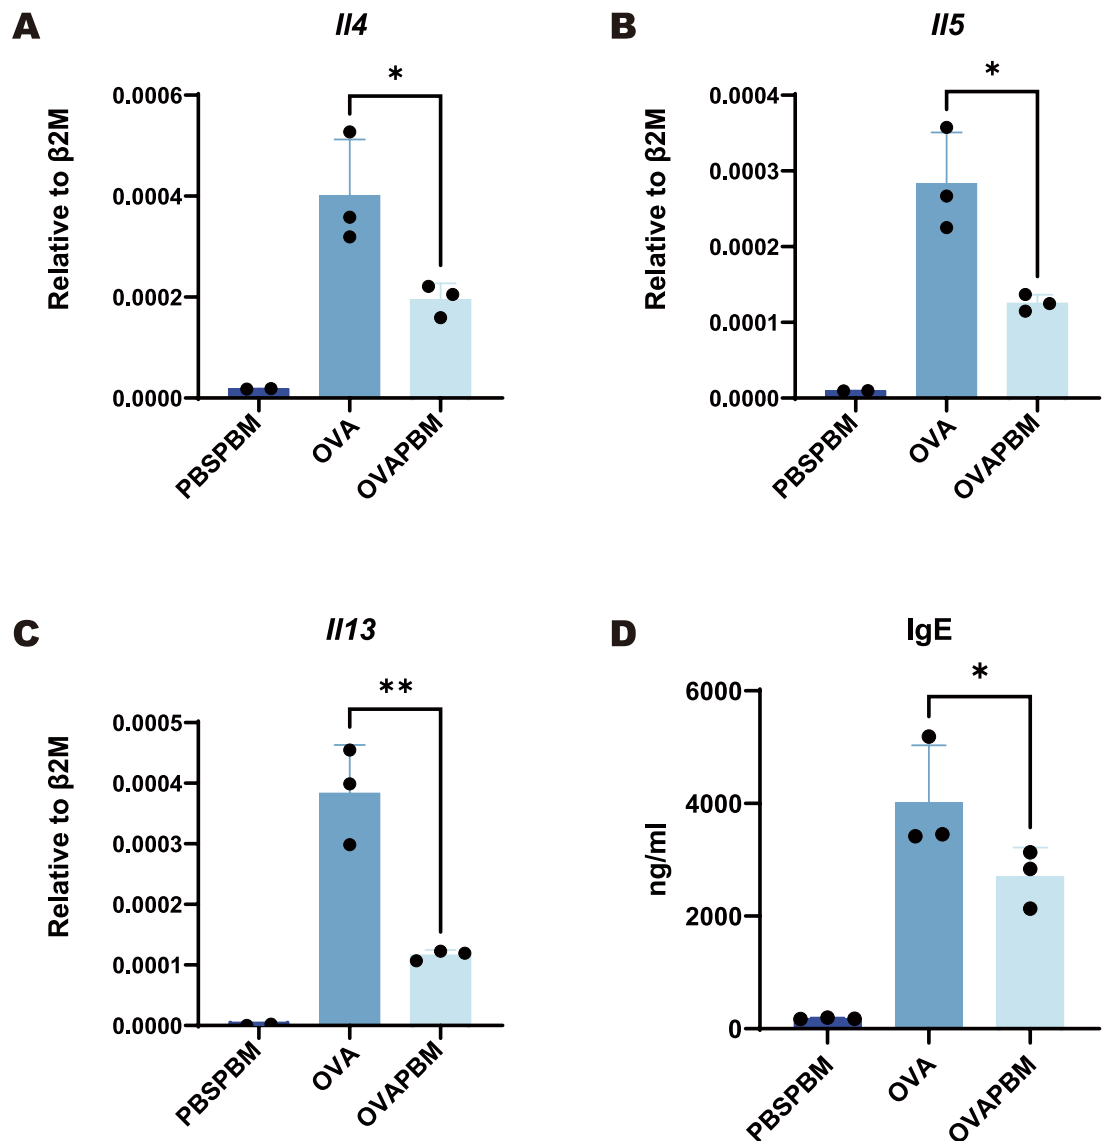 A
Il4
*
Relative to β2M
0.0006
0.0004
0.0002
0.0000
PBSPBM
OVA
OVAPBM
B
Il5
*
Relative to β2M
0.0004
0.0003
0.0002
0.0001
0.0000
PBSPBM
OVA
OVAPBM
C
Il13
**
Relative to β2M
0.0005
0.0004
0.0003
0.0002
0.0001
0.0000
PBSPBM
OVA
OVAPBM
D
IgE
*
ng/ml
6000
4000
2000
0
PBSPBM
OVA
OVAPBM